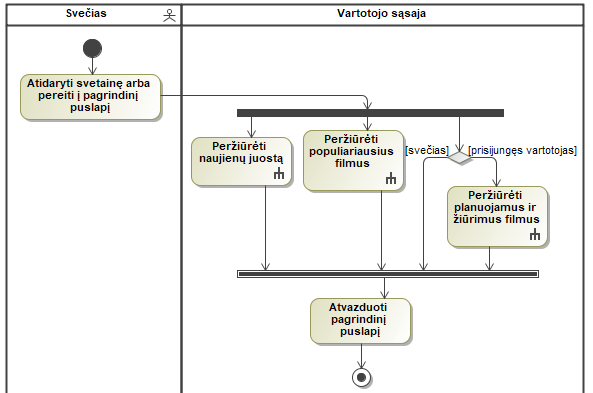 Svečias
Vartotojo sąsaja
Atidaryti svetainę arba
pereiti į pagrindinį
puslapį
Peržiūrėti
naujienų juostą
Peržiūrėti
populiariausius
filmus
[svečias]
[prisijungęs vartotojas]
Peržiūrėti
planuojamus ir
žiūrimus filmus
Atvazduoti
pagrindinį
puslapį